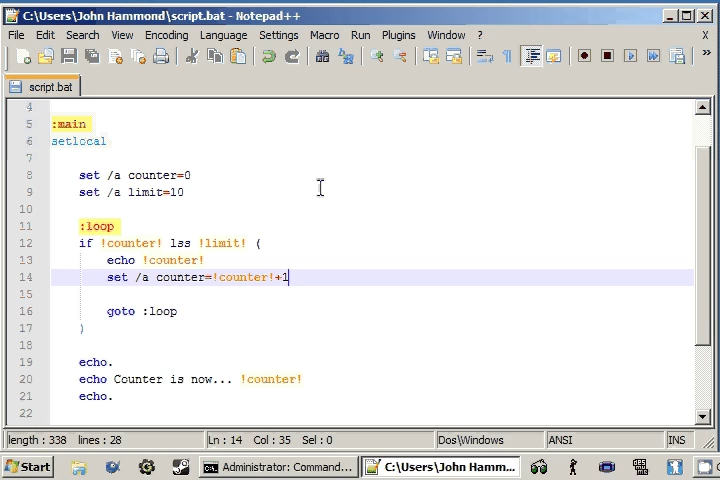 C:\Users\John Hammond\script.bat - Notepad++
File Edit Search View Encoding Language Settings Macro Run Plugins Window ? X
script.bat
4
5 :main
6 setlocal
7
8 set /a counter=0
9 set /a limit=10
10
11 :loop
12 if !counter! lss !limit! (
13 echo !counter!
14 set /a counter=!counter!+1
15
16 goto :loop
17 )
18
19 echo.
20 echo Counter is now... !counter!
21 echo.
22
length : 338 lines : 28 Ln : 14 Col : 35 Sel : 0 Dos\Windows ANSI INS
Start Administrator: Command... C:\Users\John Hamm...